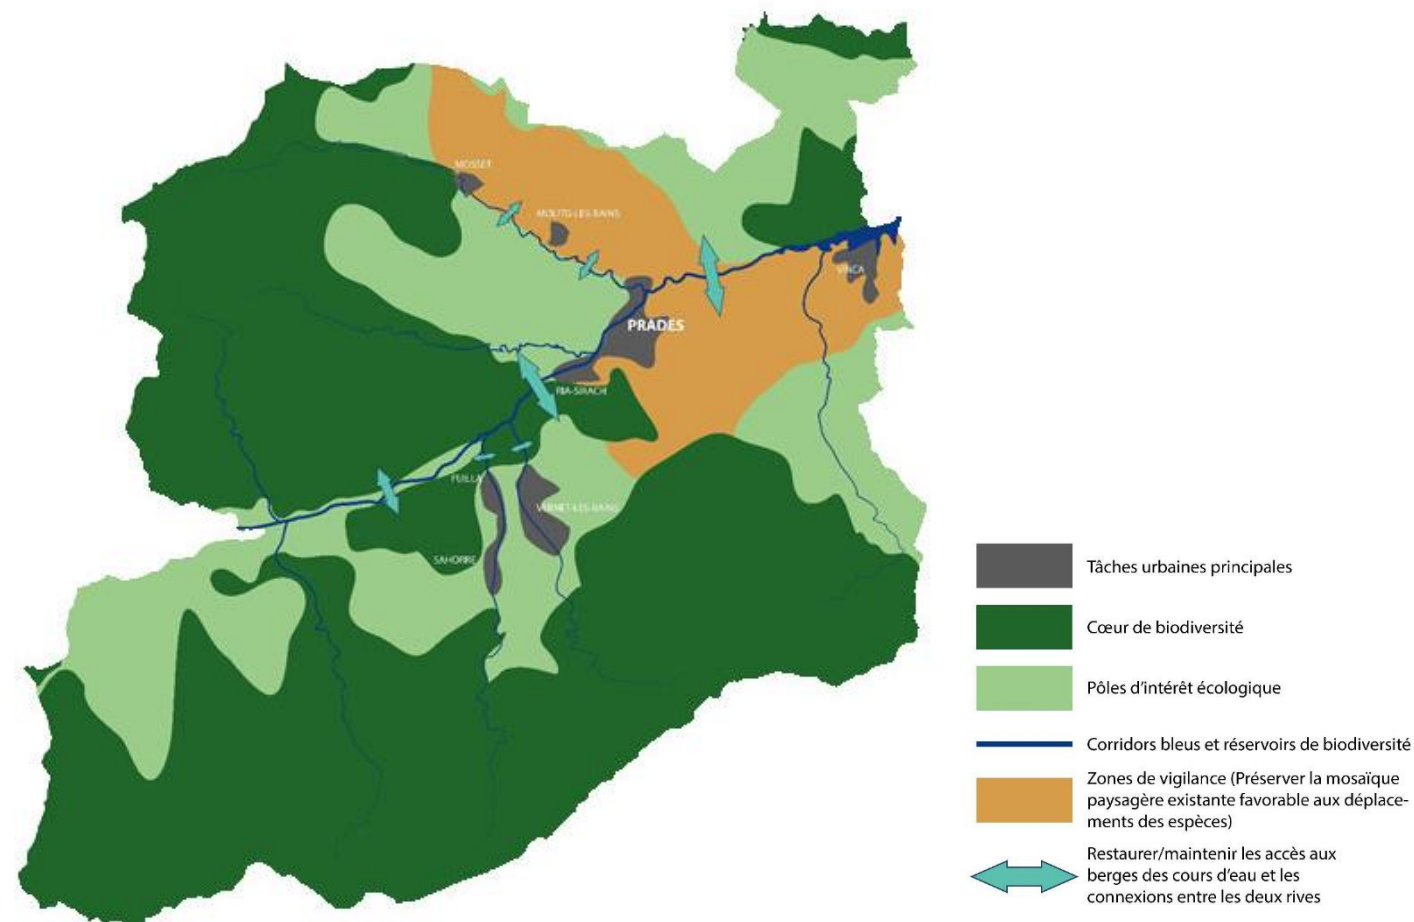 MOSSET
MOLITG-LES-BAINS
VINCA
PRADES
RIA-SIRACH
FUILLA
VERNET-LES-BAINS
SAHORRE
Tâches urbaines principales
Cœur de biodiversité
Pôles d'intérêt écologique
Corridors bleus et réservoirs de biodiversité
Zones de vigilance (Préserver la mosaïque
paysagère existante favorable aux déplace-
ments des espèces)
Restaurer/maintenir les accès aux
berges des cours d'eau et les
connexions entre les deux rives